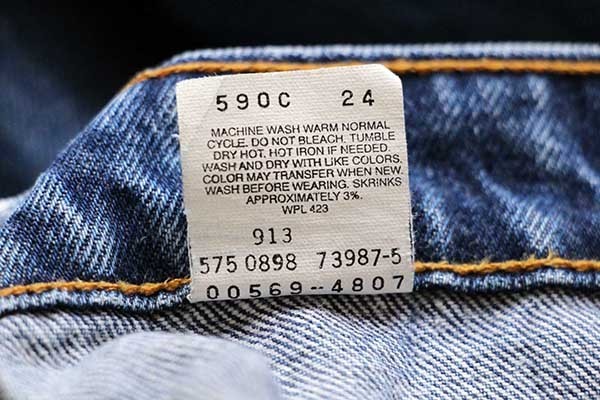 590C 24
MACHINE WASH WARM NORMAL
CYCLE. DO NOT BLEACH. TUMBLE
DRY HOT. HOT IRON IF NEEDED.
WASH AND DRY WITH LIKE COLORS.
COLOR MAY TRANSFER WHEN NEW.
WASH BEFORE WEARING. SKRINKS
APPROXIMATELY 3%.
WPL 423
913
575 0898 73987-5
00569--4807